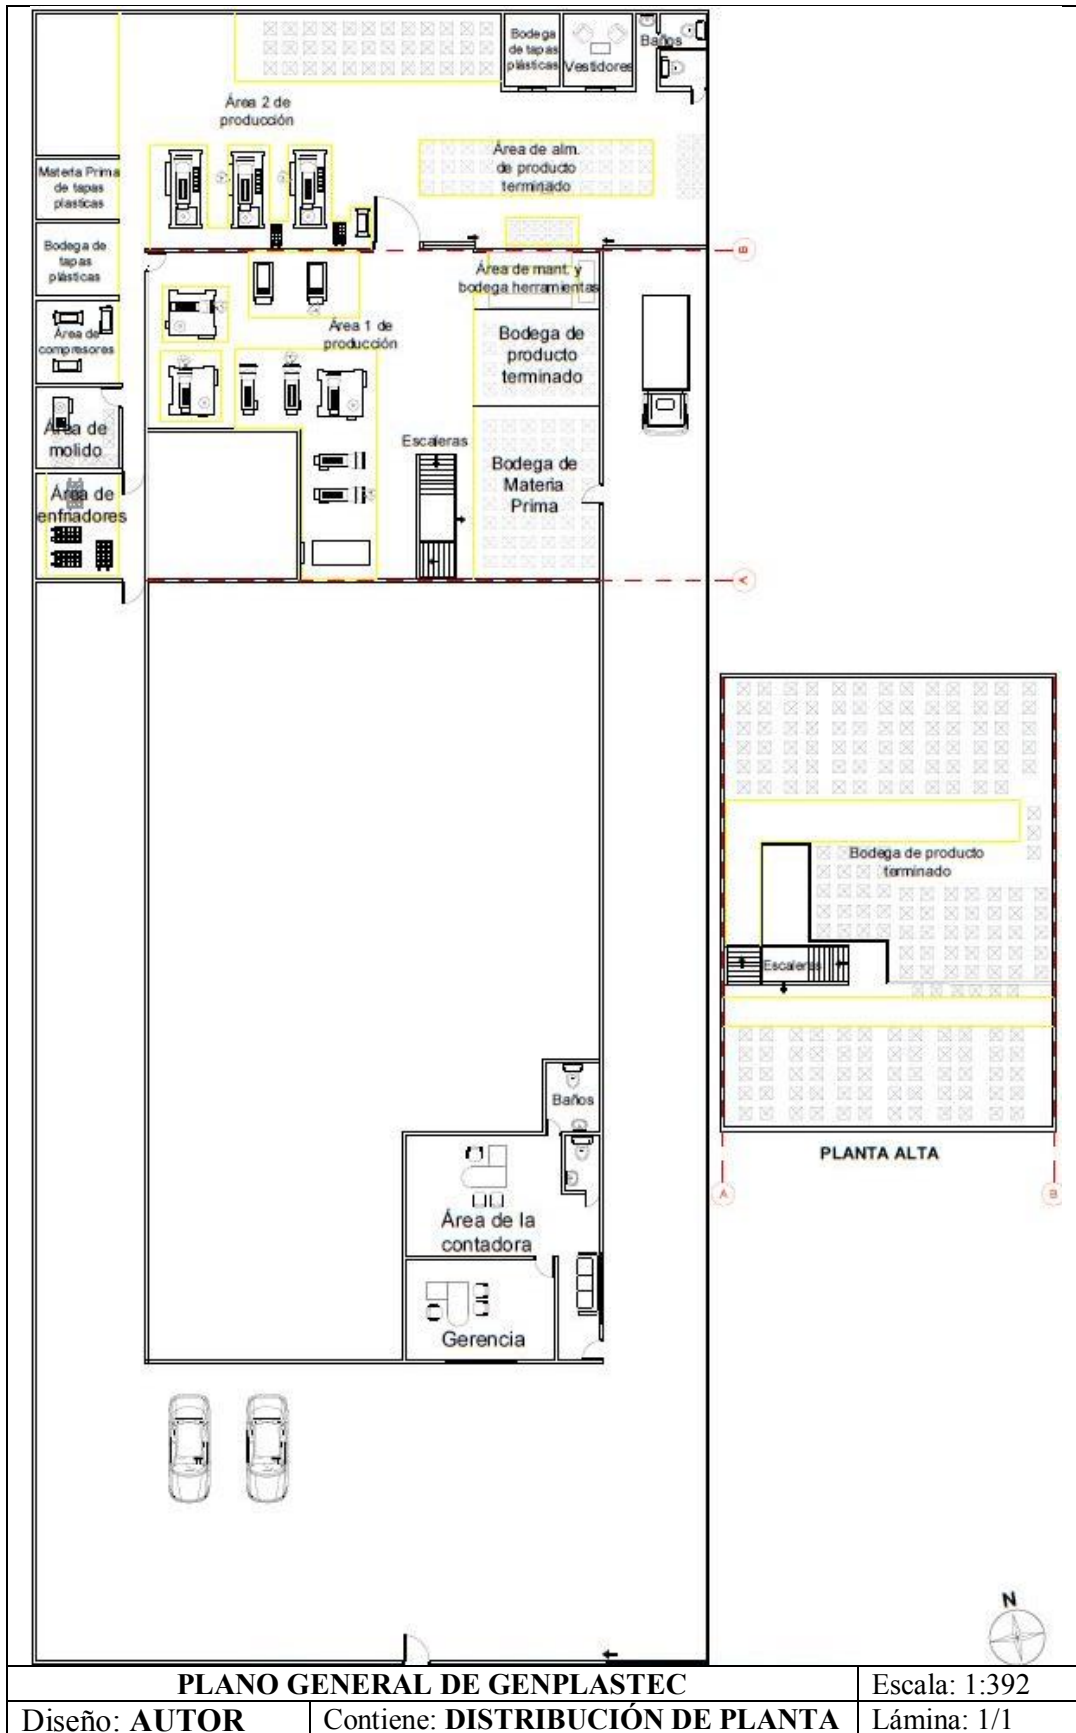 Bodega
de tapas
plásticas
Vestidores
Baños
Área 2 de
producción
Área de alm.
de producto
terminado
Materia Prima
de tapas
plasticas
Bodega de
tapas
plásticas
B
Área de mant. y
bodega herramientas
Área de
compresores
Área 1 de
producción
Bodega de
producto
terminado
Área de
molido
Escaleras
Bodega de
Materia
Prima
Área de
enfriadores
A
Bodega de producto
terminado
Escaleras
PLANTA ALTA
A
B
Baños
Área de la
contadora
Gerencia
N
PLANO GENERAL DE GENPLASTEC
Escala: 1:392
Diseño: AUTOR
Contiene: DISTRIBUCIÓN DE PLANTA
Lámina: 1/1